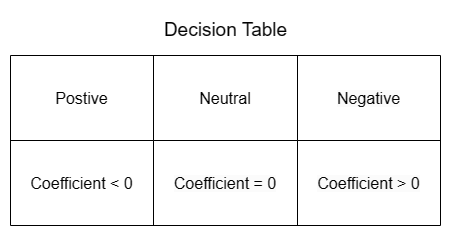 Decision Table
Postive Neutral Negative
Coefficient < 0 Coefficient = 0 Coefficient > 0